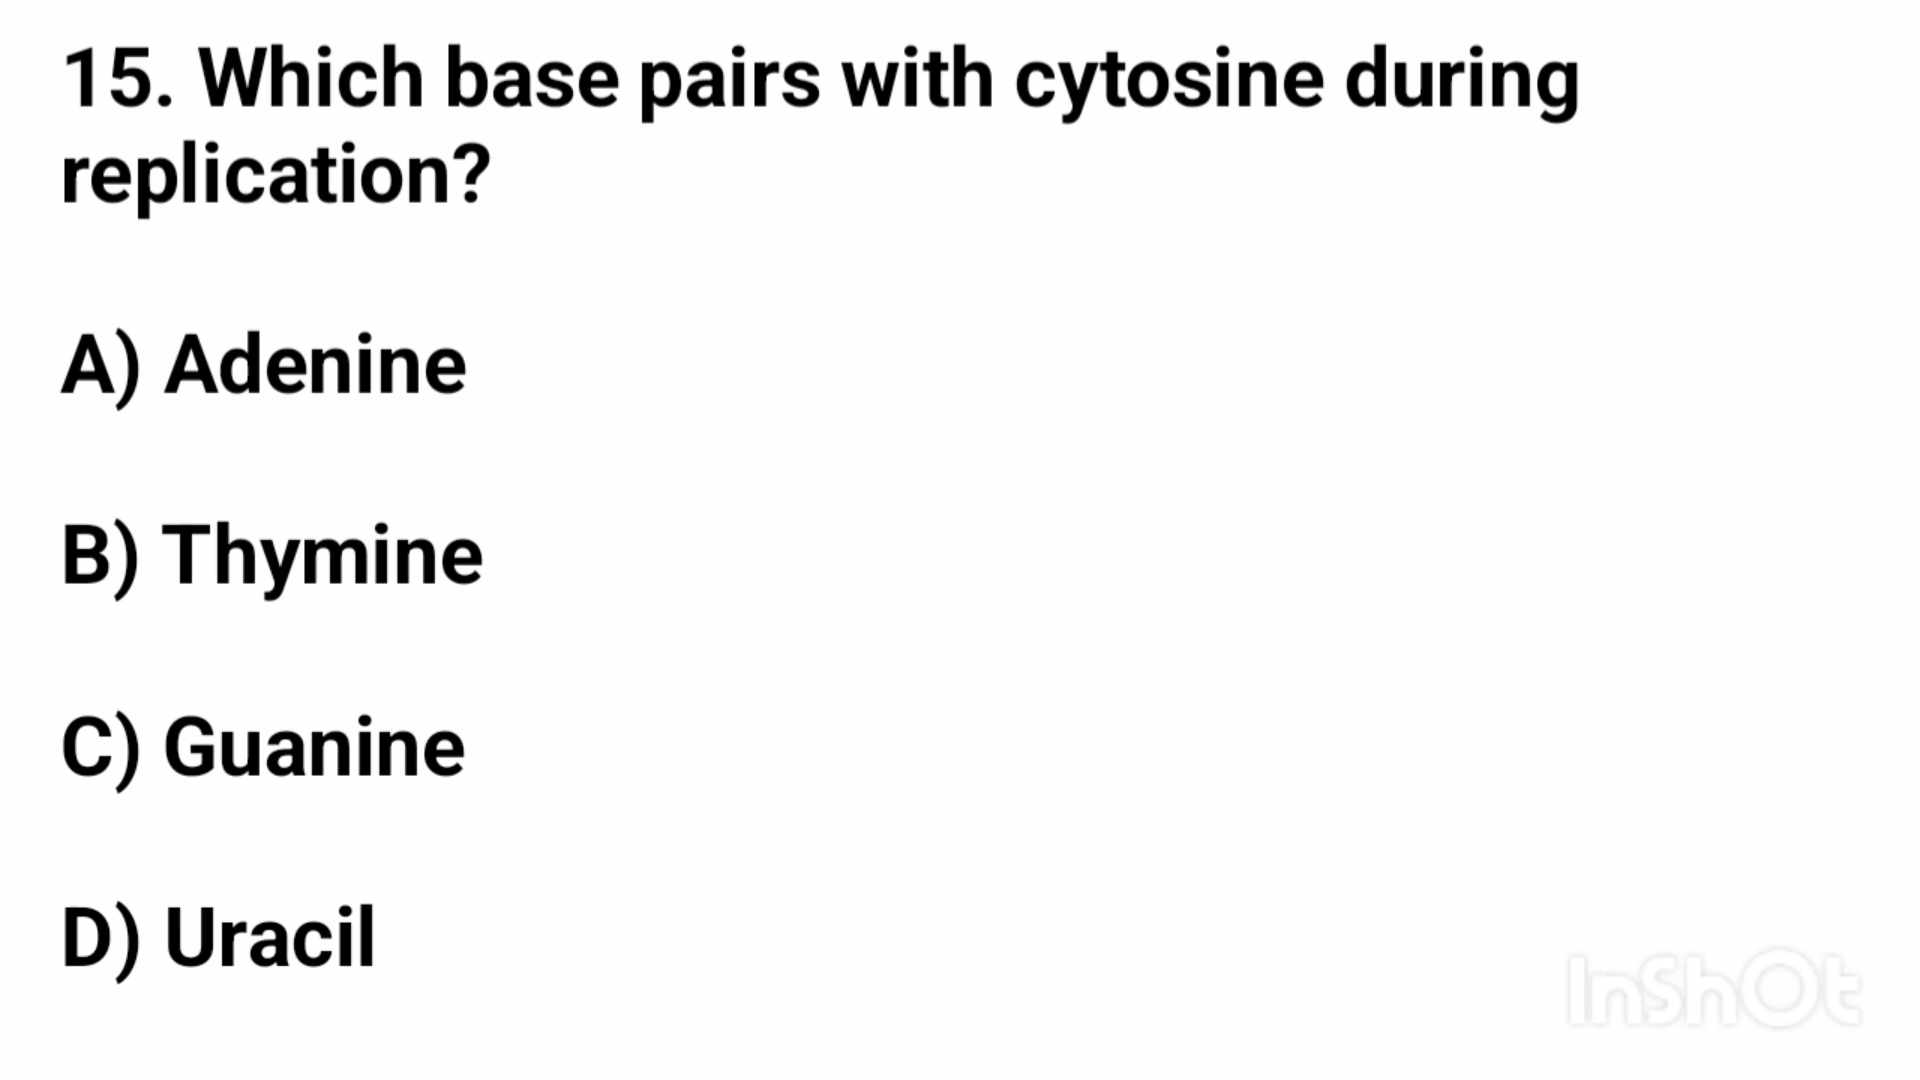 15. Which base pairs with cytosine during
replication?
A) Adenine
B) Thymine
C) Guanine
D) Uracil
InShOt